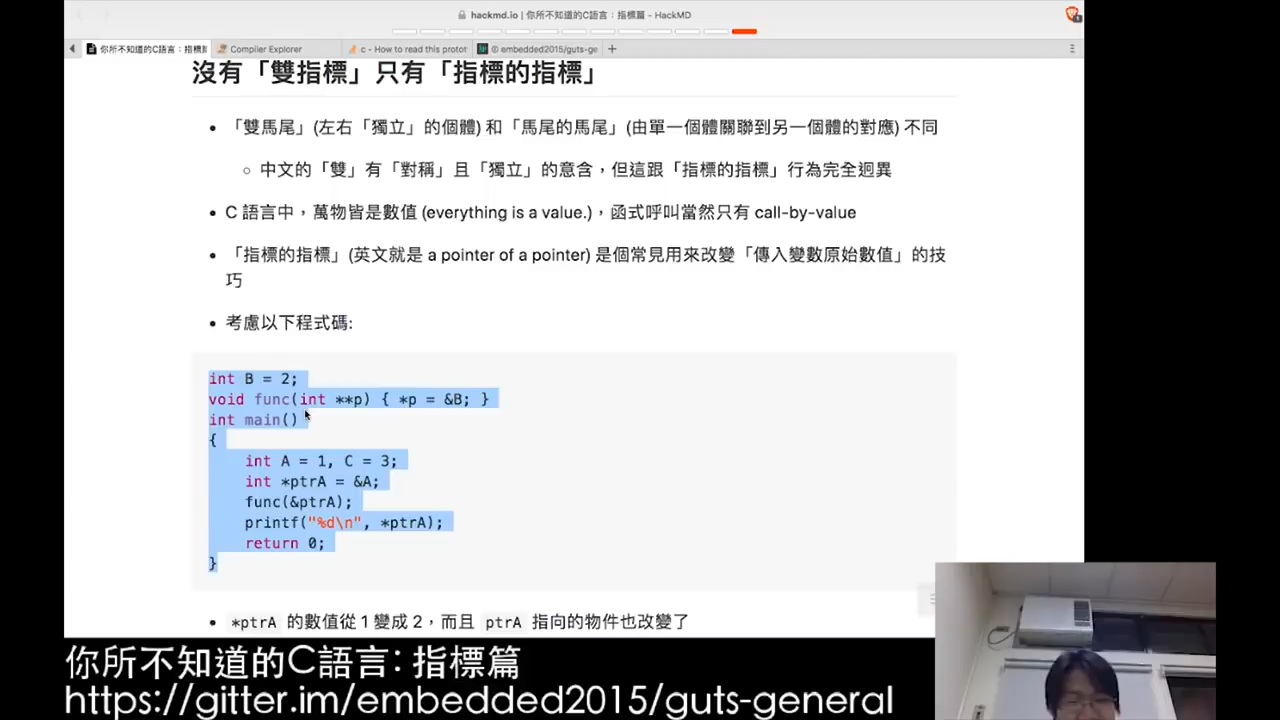 hackmd.io | 你所不知道的C語言：指標篇 - HackMD
你所不知道的C語言：指標
Compiler Explorer
c - How to read this protot
embedded2015/guts-ge
沒有「雙指標」只有「指標的指標」
「雙馬尾」(左右「獨立」的個體) 和「馬尾的馬尾」(由單一個體關聯到另一個體的對應) 不同
中文的「雙」有「對稱」且「獨立」的意含，但這跟「指標的指標」行為完全迥異
C 語言中，萬物皆是數值 (everything is a value.)，函式呼叫當然只有 call-by-value
「指標的指標」(英文就是 a pointer of a pointer) 是個常見用來改變「傳入變數原始數值」的技
巧
考慮以下程式碼:
int B = 2;
void func(int **p) { *p = &B; }
int main()
{
int A = 1, C = 3;
int *ptrA = &A;
func(&ptrA);
printf("%d\n", *ptrA);
return 0;
}
*ptrA 的數值從 1 變成 2，而且 ptrA 指向的物件也改變了
你所不知道的C語言: 指標篇
https://gitter.im/embedded2015/guts-general